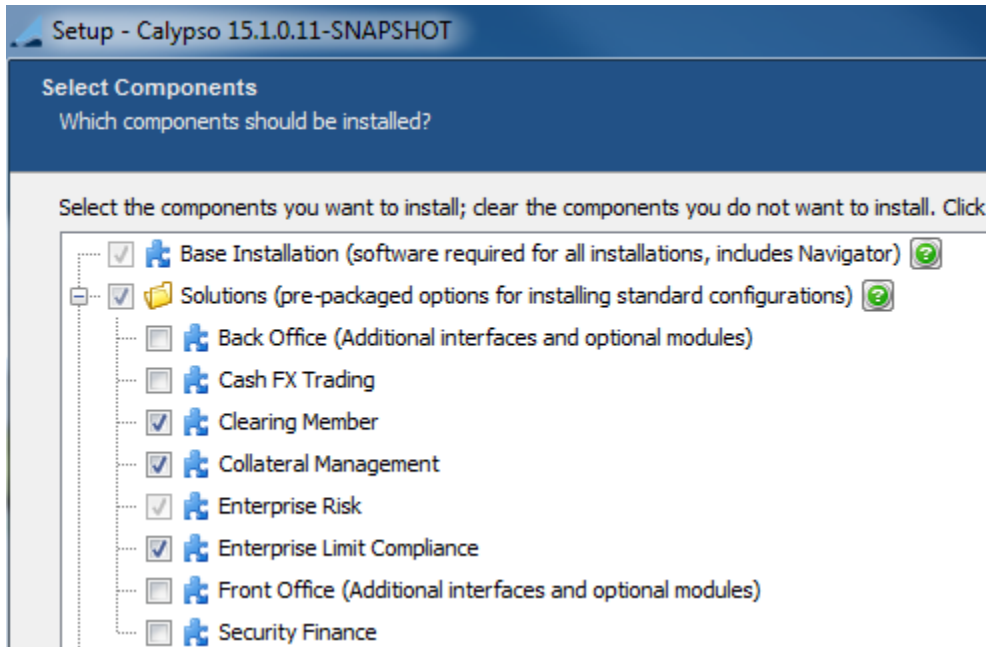 Setup - Calypso 15.1.0.11-SNAPSHOT
Select Components
Which components should be installed?
Select the components you want to install; clear the components you do not want to install. Click
Base Installation (software required for all installations, includes Navigator)
Solutions (pre-packaged options for installing standard configurations)
Back Office (Additional interfaces and optional modules)
Cash FX Trading
Clearing Member
Collateral Management
Enterprise Risk
Enterprise Limit Compliance
Front Office (Additional interfaces and optional modules)
Security Finance